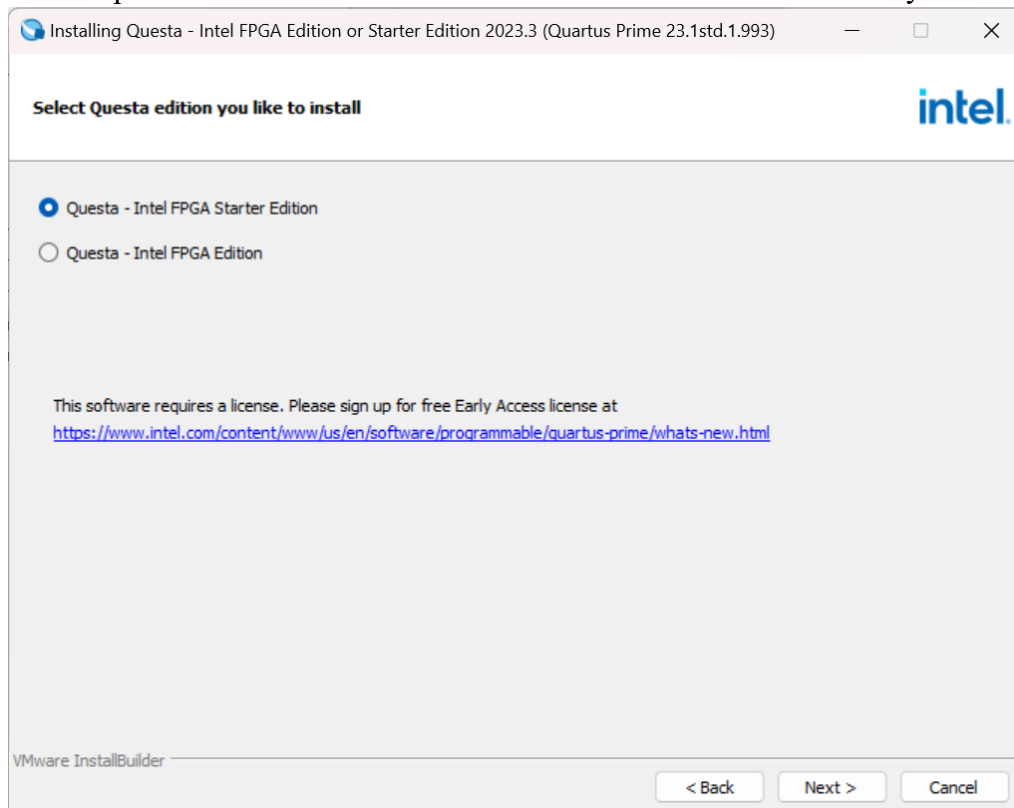 Installing Questa - Intel FPGA Edition or Starter Edition 2023.3 (Quartus Prime 23.1std.1.993)
Select Questa edition you like to install
intel.
Questa - Intel FPGA Starter Edition
Questa - Intel FPGA Edition
This software requires a license. Please sign up for free Early Access license at
https://www.intel.com/content/www/us/en/software/programmable/quartus-prime/whats-new.html
VMware InstallBuilder
< Back
Next >
Cancel